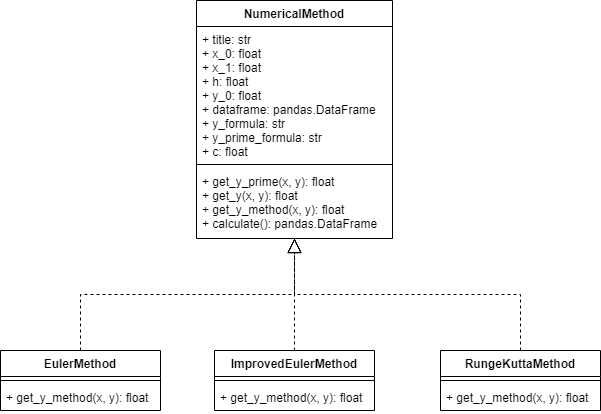 NumericalMethod
+ title: str
+ x_0: float
+ x_1: float
+ h: float
+ y_0: float
+ dataframe: pandas.DataFrame
+ y_formula: str
+ y_prime_formula: str
+ c: float
+ get_y_prime(x, y): float
+ get_y(x, y): float
+ get_y_method(x, y): float
+ calculate(): pandas.DataFrame
EulerMethod
+ get_y_method(x, y): float
ImprovedEulerMethod
+ get_y_method(x, y): float
RungeKuttaMethod
+ get_y_method(x, y): float